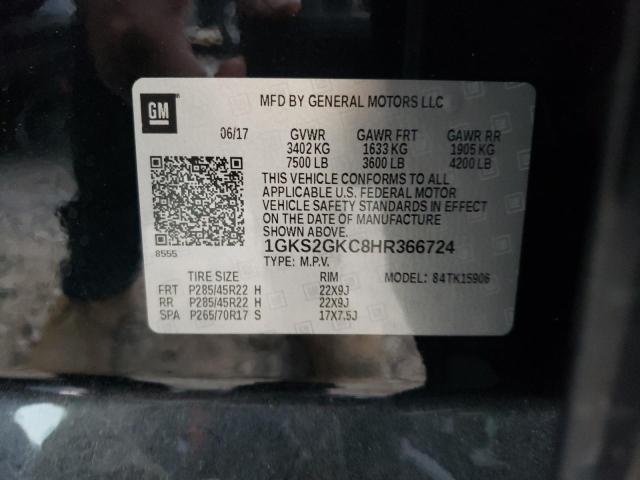 GM
MFD BY GENERAL MOTORS LLC
06/17 GVWR GAWR FRT GAWR RR
3402 KG 1633 KG 1905 KG
7500 LB 3600 LB 4200 LB
THIS VEHICLE CONFORMS TO ALL
APPLICABLE U.S. FEDERAL MOTOR
VEHICLE SAFETY STANDARDS IN EFFECT
ON THE DATE OF MANUFACTURE
SHOWN ABOVE.
8555
1GKS2GKC8HR366724
TYPE: M.P.V.
TIRE SIZE RIM MODEL: 84TK15906
FRT P285/45R22 H 22X9J
RR P285/45R22 H 22X9J
SPA P265/70R17 S 17X7.5J